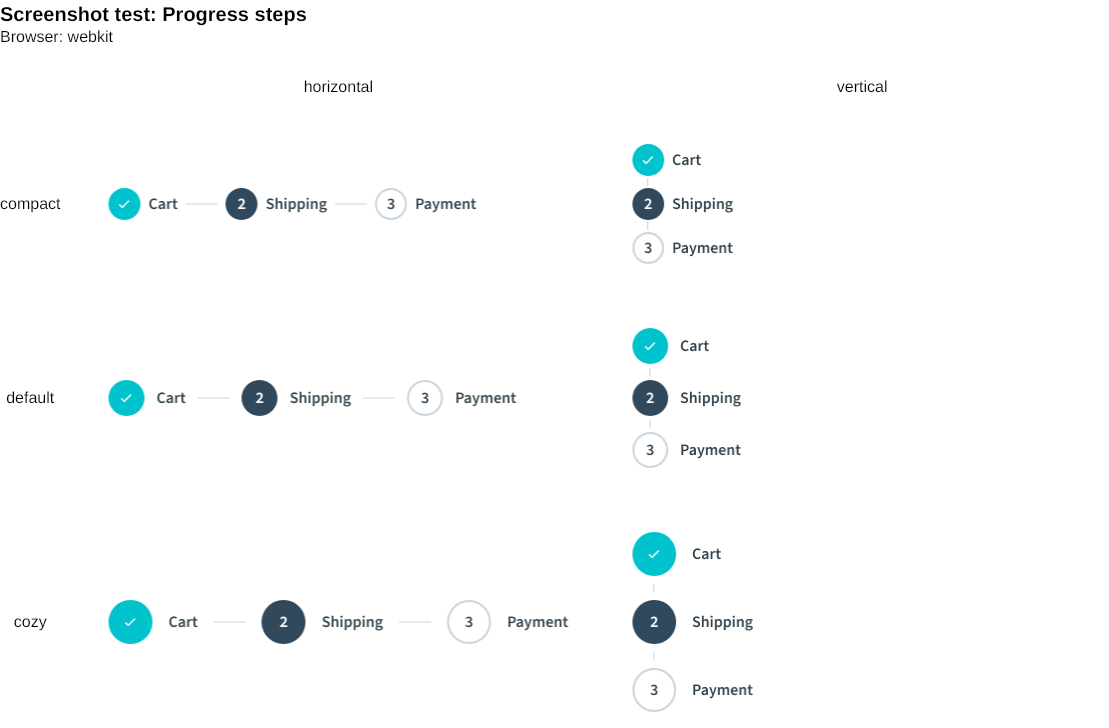 Screenshot test: Progress steps
Browser: webkit
horizontal vertical
compact Cart 2 Shipping 3 Payment
Cart
2 Shipping
3 Payment
default Cart 2 Shipping 3 Payment
Cart
2 Shipping
3 Payment
cozy Cart 2 Shipping 3 Payment
Cart
2 Shipping
3 Payment